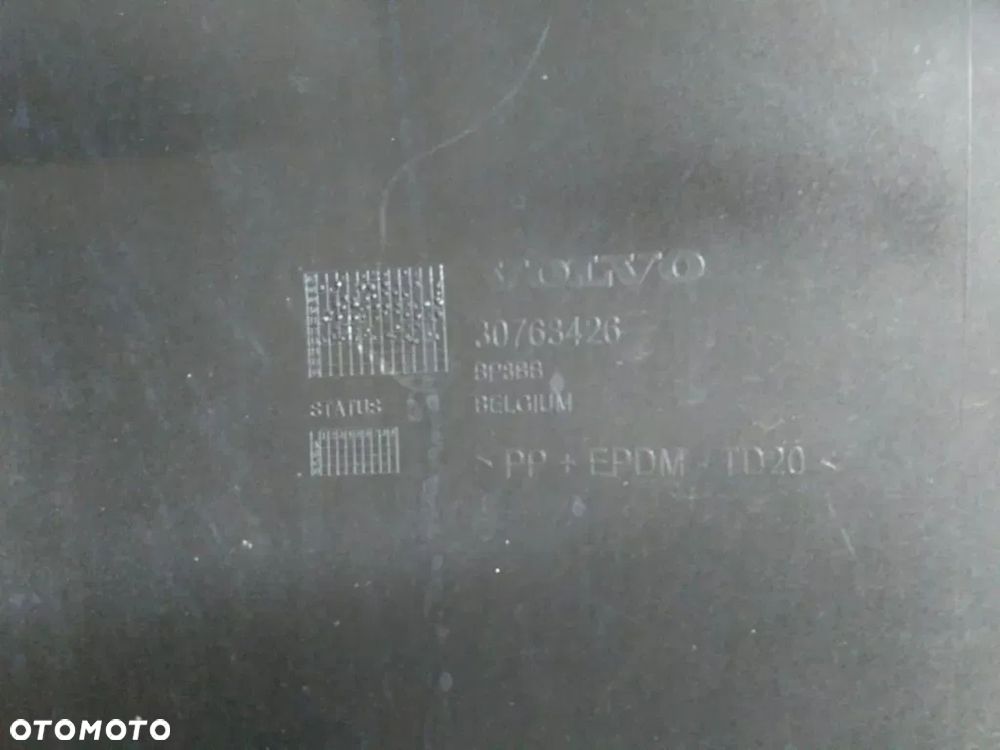 VOLVO
30763426
BELGIUM
STATUS
> PP + EPDM - TD20 <
OTOMOTO